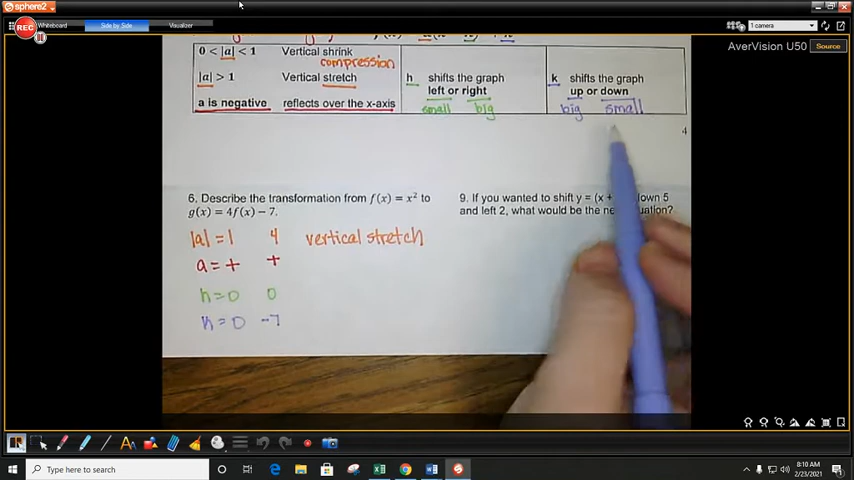 sphere2
REC
Whiteboard
Side by Side
Visualizer
1 camera
AverVision U50
Source
0 < |a| < 1 Vertical shrink
compression
|a| > 1 Vertical stretch
a is negative reflects over the x-axis
h shifts the graph
left or right
small big
k shifts the graph
up or down
big small
4
6. Describe the transformation from f(x) = x² to
g(x) = 4f(x) − 7.
|a| = 1 4 vertical stretch
a = + +
h = 0 0
k = 0 -7
9. If you wanted to shift y = (x + down 5
and left 2, what would be the new equation?
Type here to search
8:10 AM
2/23/2021